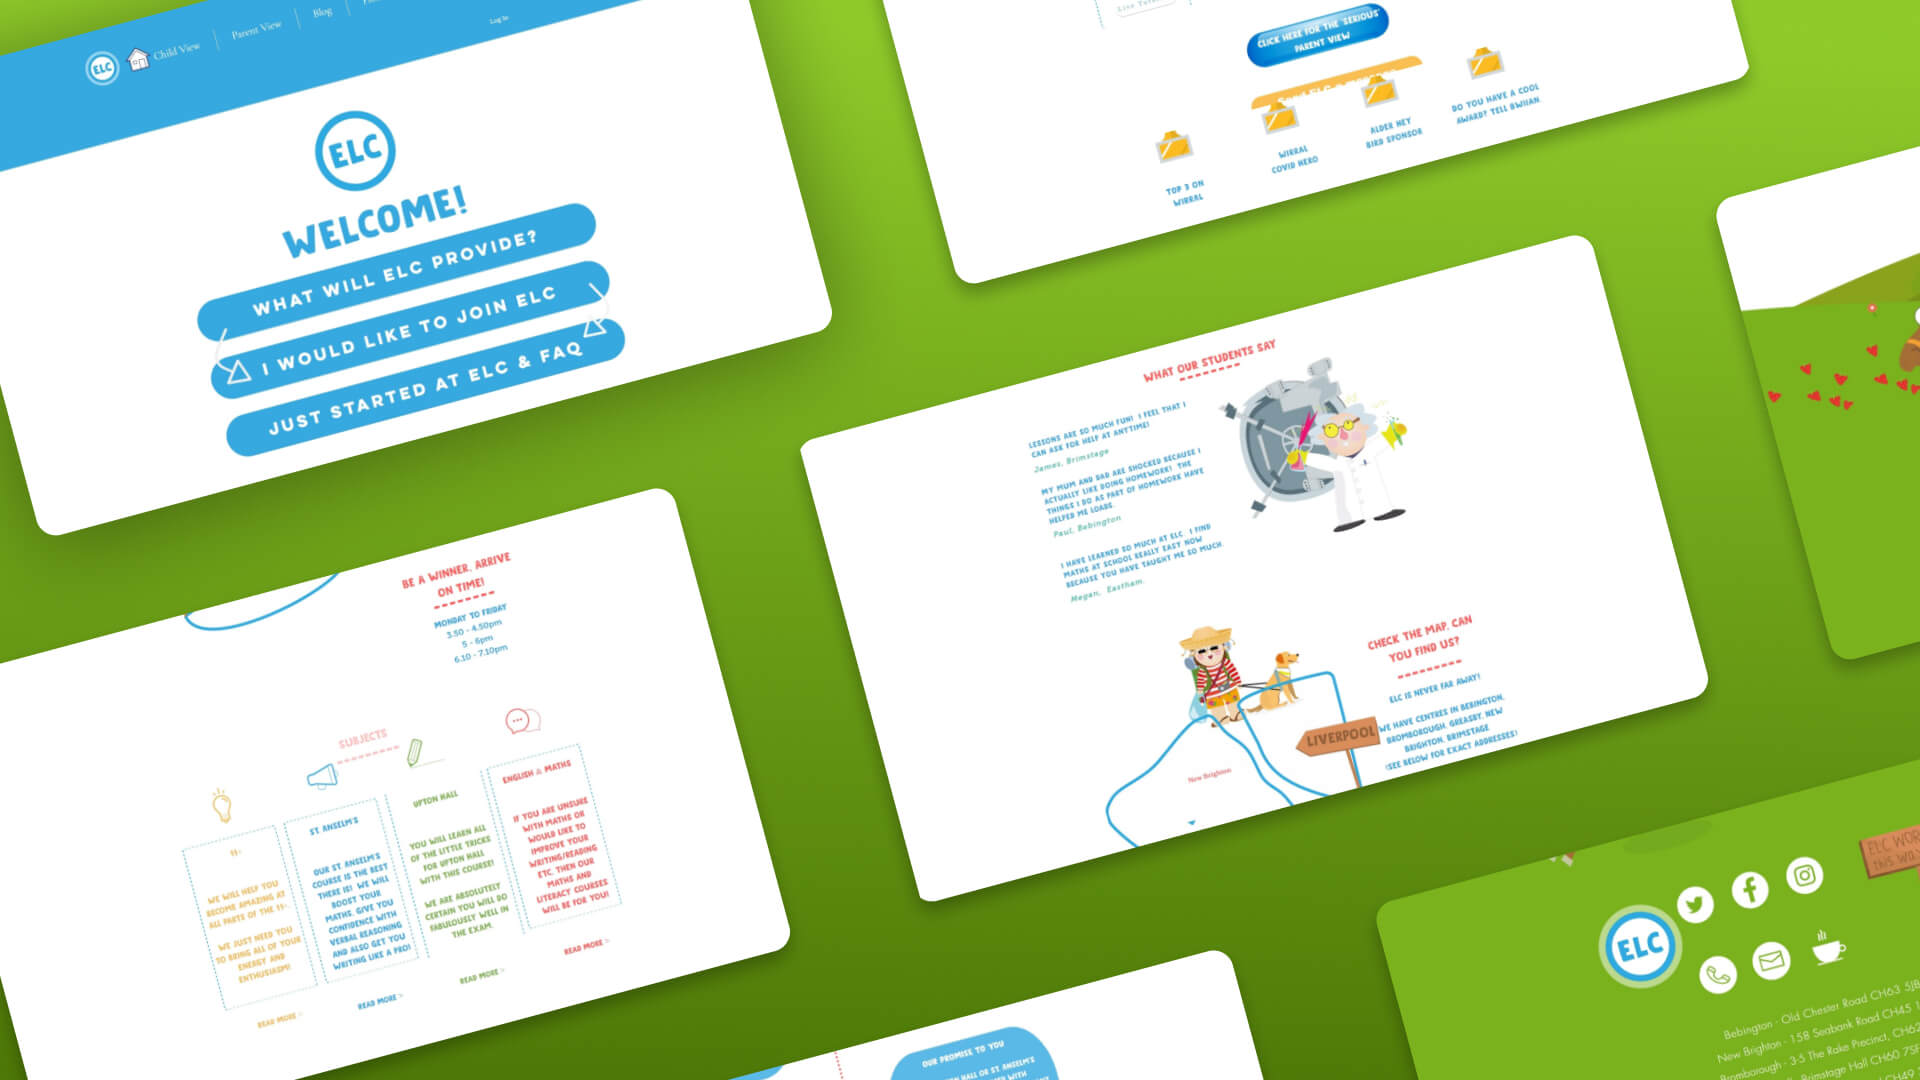 ELC
Child View
Parent View
Blog
Log In
ELC
WELCOME!
WHAT WILL ELC PROVIDE?
I WOULD LIKE TO JOIN ELC
JUST STARTED AT ELC & FAQ
CLICK HERE FOR THE 'SERIOUS'
PARENT VIEW
TOP 3 ON
WIRRAL
WIRRAL
COVID HERO
ALDER HEY
BIRD SPONSOR
DO YOU HAVE A COOL
AWARD? TELL BWIIAN.
WHAT OUR STUDENTS SAY
LESSONS ARE SO MUCH FUN! I FEEL THAT I
CAN ASK FOR HELP AT ANYTIME!
James, Brimstage
MY MUM AND DAD ARE SHOCKED BECAUSE I
ACTUALLY LIKE DOING HOMEWORK! THE
THINGS I DO AS PART OF HOMEWORK HAVE
HELPED ME LOADS.
Paul, Bebington
I HAVE LEARNED SO MUCH AT ELC. I FIND
MATHS AT SCHOOL REALLY EASY NOW
BECAUSE YOU HAVE TAUGHT ME SO MUCH.
Megan, Eastham.
CHECK THE MAP, CAN
YOU FIND US?
ELC IS NEVER FAR AWAY!
WE HAVE CENTRES IN BEBINGTON,
BROMBOROUGH, GREASBY, NEW
BRIGHTON, BRIMSTAGE
(SEE BELOW FOR EXACT ADDRESSES!)
LIVERPOOL
New Brighton
BE A WINNER, ARRIVE
ON TIME!
MONDAY TO FRIDAY
3.50 - 4.50pm
5 - 6pm
6.10 - 7.10pm
SUBJECTS
11+
WE WILL HELP YOU
BECOME AMAZING AT
ALL PARTS OF THE 11+.
WE JUST NEED YOU
TO BRING ALL OF YOUR
ENERGY AND
ENTHUSIASM!
READ MORE >
ST ANSELM'S
OUR ST ANSELM'S
COURSE IS THE BEST
THERE IS! WE WILL
BOOST YOUR
MATHS, GIVE YOU
CONFIDENCE WITH
VERBAL REASONING
AND ALSO GET YOU
WRITING LIKE A PRO!
READ MORE >
UPTON HALL
YOU WILL LEARN ALL
OF THE LITTLE TRICKS
FOR UPTON HALL
WITH THIS COURSE!
WE ARE ABSOLUTELY
CERTAIN YOU WILL DO
FABULOUSLY WELL IN
THE EXAM.
READ MORE >
ENGLISH & MATHS
IF YOU ARE UNSURE
WITH MATHS OR
WOULD LIKE TO
IMPROVE YOUR
WRITING/READING
ETC, THEN OUR
MATHS AND
LITERACY COURSES
WILL BE FOR YOU!
READ MORE >
OUR PROMISE TO YOU
HALL OR ST ANSELM'S
WITH
ELC
ELC WOR
THIS WA
Bebington - Old Chester Road CH63 5JB
New Brighton - 158 Seabank Road CH45 1
Bromborough - 3-5 The Rake Precinct, CH62
Brimstage Hall CH60 7SF
CH49